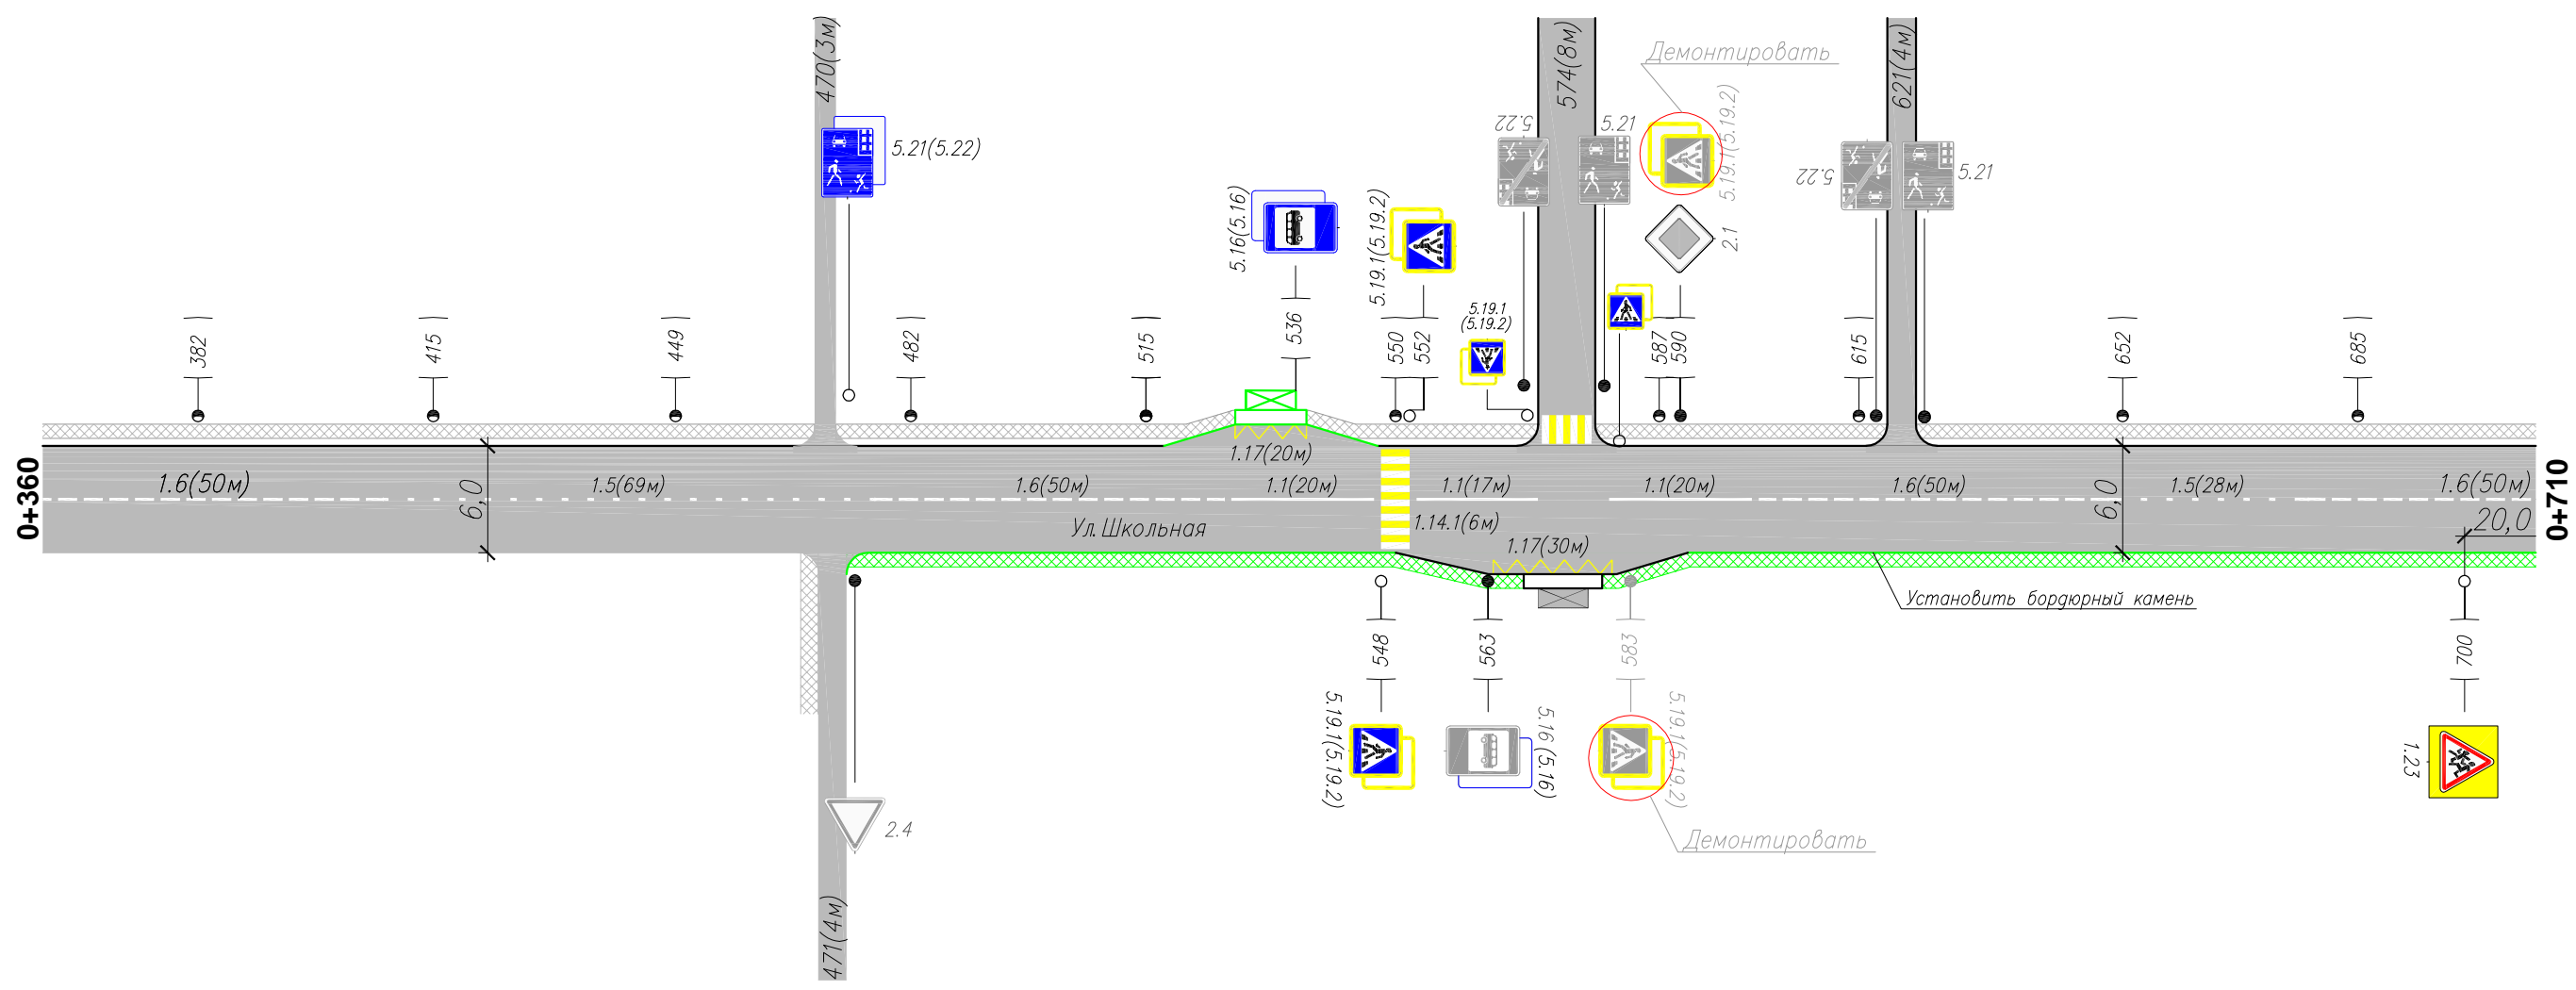 470(3м)
574(8м)
621(4м)
Демонтировать
5.21(5.22)
5.22
5.21
5.19.1(5.19.2)
5.22
5.21
5.16(5.16)
5.19.1(5.19.2)
2.1
5.19.1
(5.19.2)
382
415
449
482
515
536
550
552
587
590
615
652
685
0+360
1.6(50м)
6,0
1.5(69м)
1.6(50м)
1.17(20м)
1.1(20м)
1.1(17м)
1.1(20м)
1.6(50м)
6,0
1.5(28м)
1.6(50м)
20,0
0+710
Ул. Школьная
1.14.1(6м)
1.17(30м)
Установить бордюрный камень
548
563
583
700
5.19.1(5.19.2)
5.16 (5.16)
5.19.1(5.19.2)
1.23
2.4
Демонтировать
471(4м)